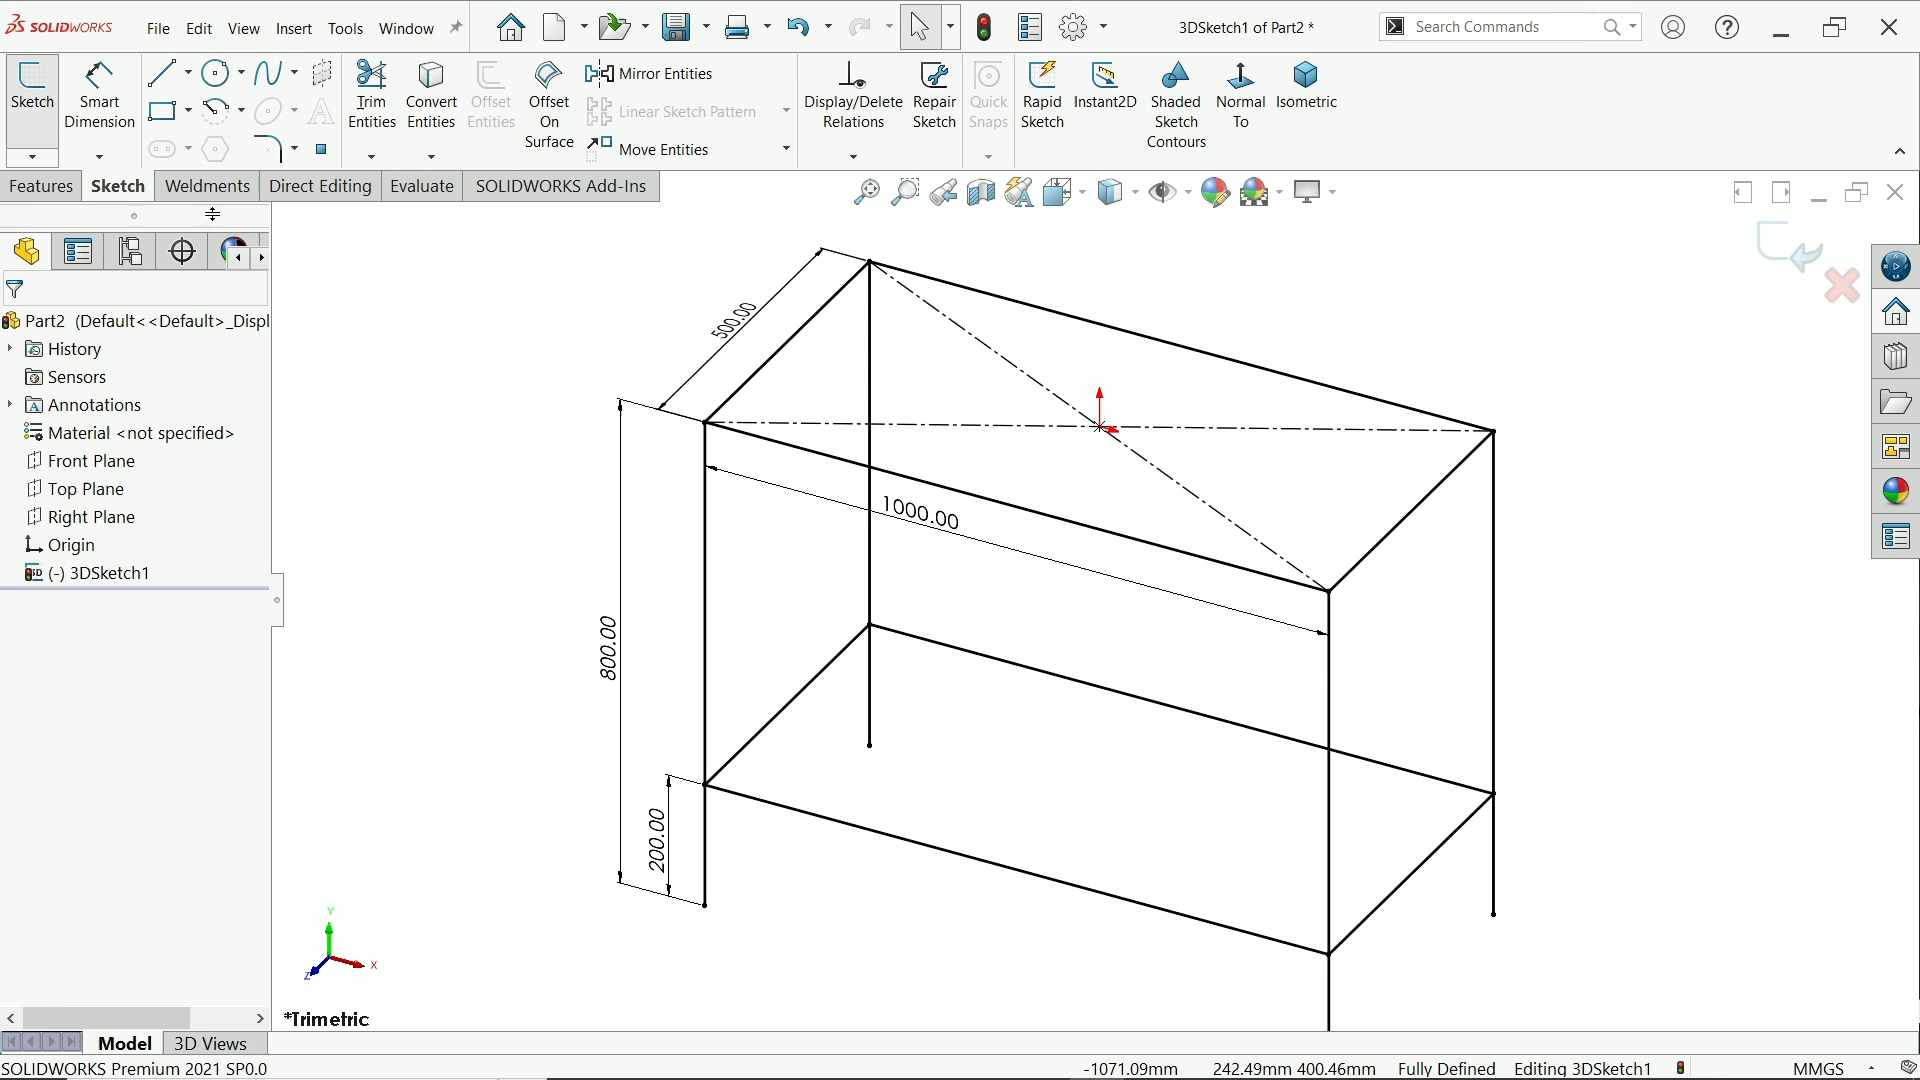 SOLIDWORKS File Edit View Insert Tools Window
3DSketch1 of Part2 *
Search Commands
Sketch
Smart Dimension
Trim Entities
Convert Entities
Offset Entities
Offset On Surface
Mirror Entities
Linear Sketch Pattern
Move Entities
Display/Delete Relations
Repair Sketch
Quick Snaps
Rapid Sketch
Instant2D
Shaded Sketch Contours
Normal To
Isometric
Features Sketch Weldments Direct Editing Evaluate SOLIDWORKS Add-Ins
Part2 (Default<<Default>_Displ
History
Sensors
Annotations
Material <not specified>
Front Plane
Top Plane
Right Plane
Origin
(-) 3DSketch1
500.00
1000.00
800.00
200.00
Y
X
Z
*Trimetric
Model 3D Views
SOLIDWORKS Premium 2021 SP0.0
-1071.09mm 242.49mm 400.46mm Fully Defined Editing 3DSketch1 MMGS